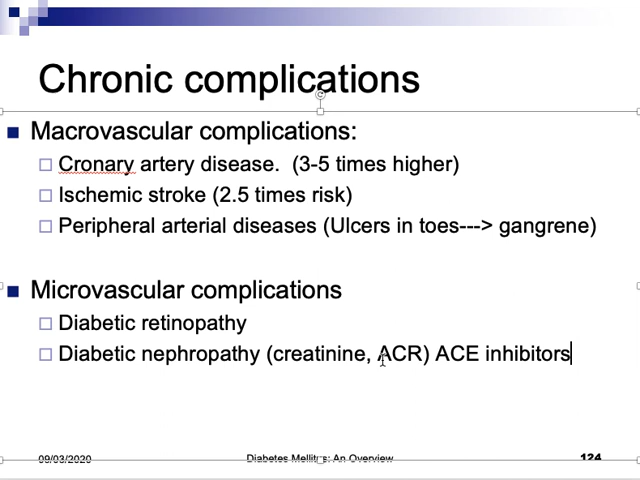 Chronic complications
Macrovascular complications:
Cronary artery disease.  (3-5 times higher)
Ischemic stroke (2.5 times risk)
Peripheral arterial diseases (Ulcers in toes---> gangrene)
Microvascular complications
Diabetic retinopathy
Diabetic nephropathy (creatinine, ACR) ACE inhibitors
09/03/2020
Diabetes Mellitus: An Overview
124